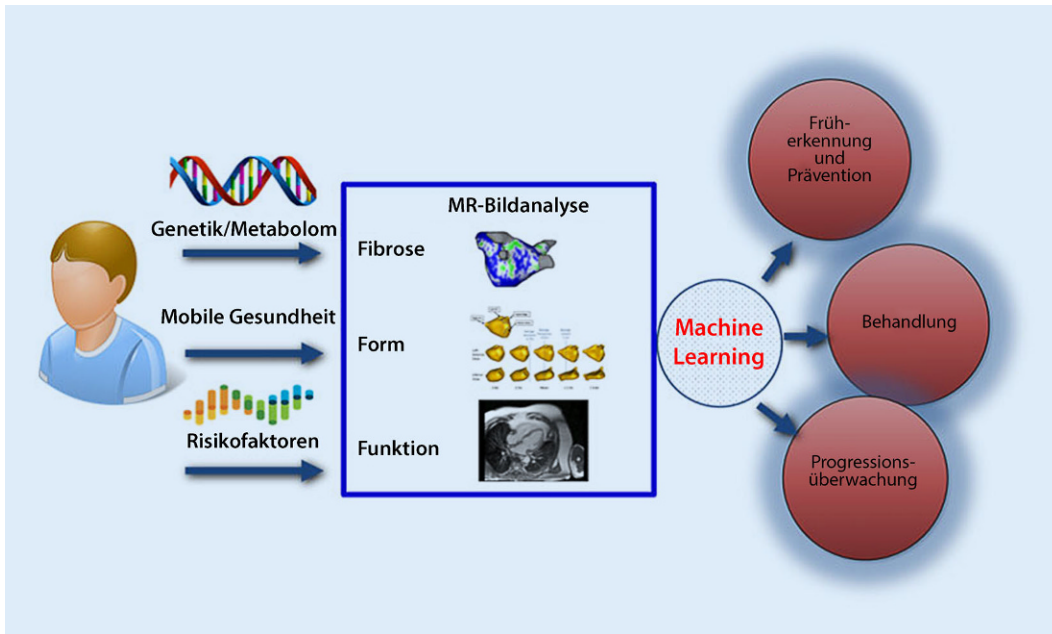 Genetik/Metabolom
Mobile Gesundheit
Risikofaktoren
MR-Bildanalyse
Fibrose
Form
Funktion
Machine
Learning
Früh-
erkennung
und
Prävention
Behandlung
Progressions-
überwachung